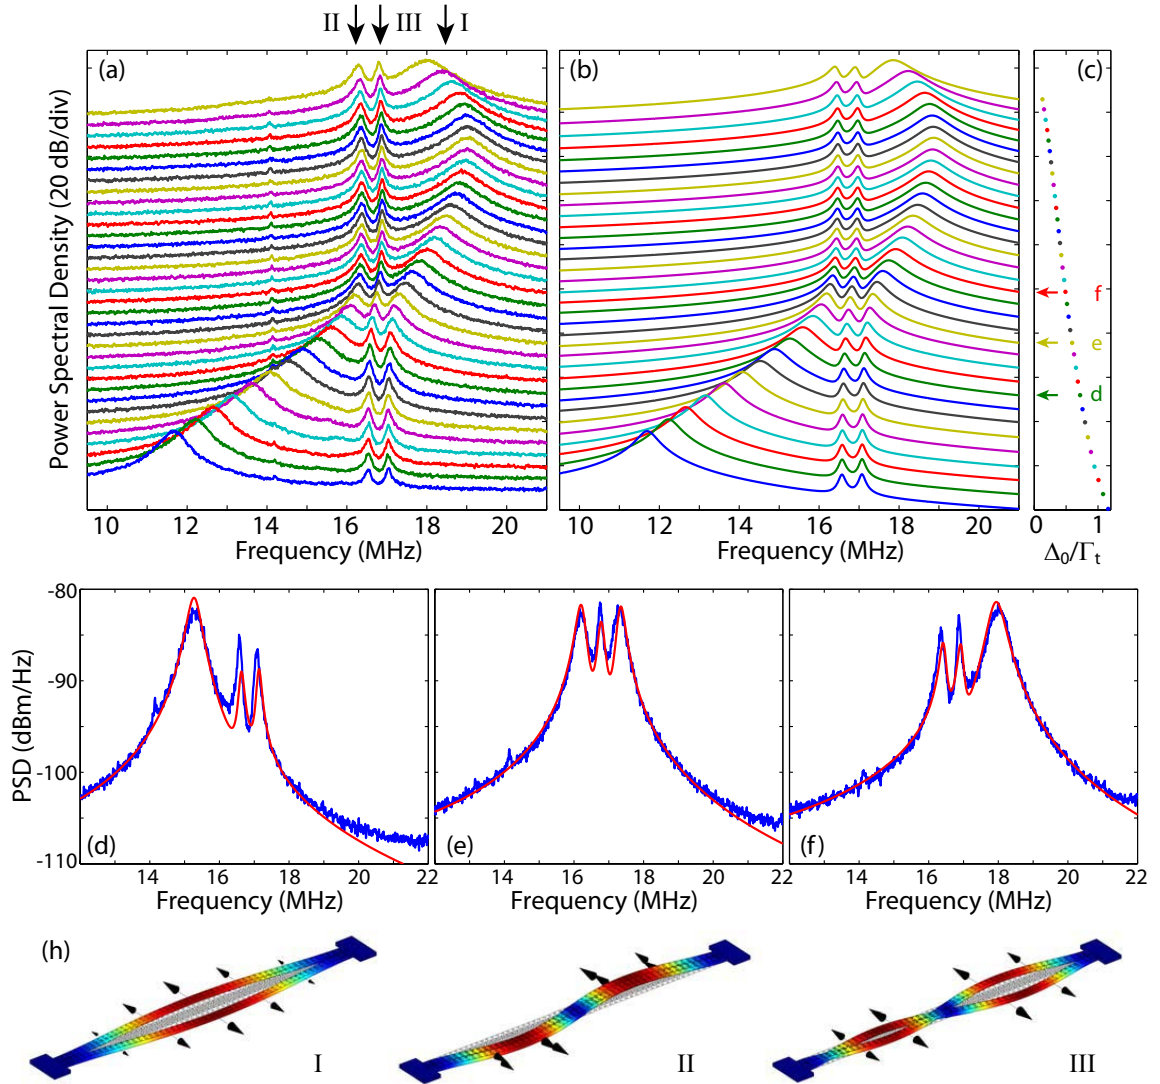 II III I
(a) (b) (c)
Power Spectral Density (20 dB/div)
f
e
d
10 12 14 16 18 20 10 12 14 16 18 20 0 1
Frequency (MHz) Frequency (MHz) Δ₀/Γₜ
-80
-90
-100
-110
PSD (dBm/Hz)
(d) (e) (f)
14 16 18 20 22 14 16 18 20 22 14 16 18 20 22
Frequency (MHz) Frequency (MHz) Frequency (MHz)
(h)
I II III